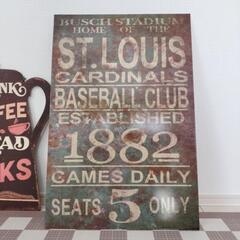 BUSCH STADIUM
HOME OF THE
ST. LOUIS
CARDINALS
BASEBALL CLUB
ESTABLISHED
1882
GAMES DAILY
SEATS 5 ONLY